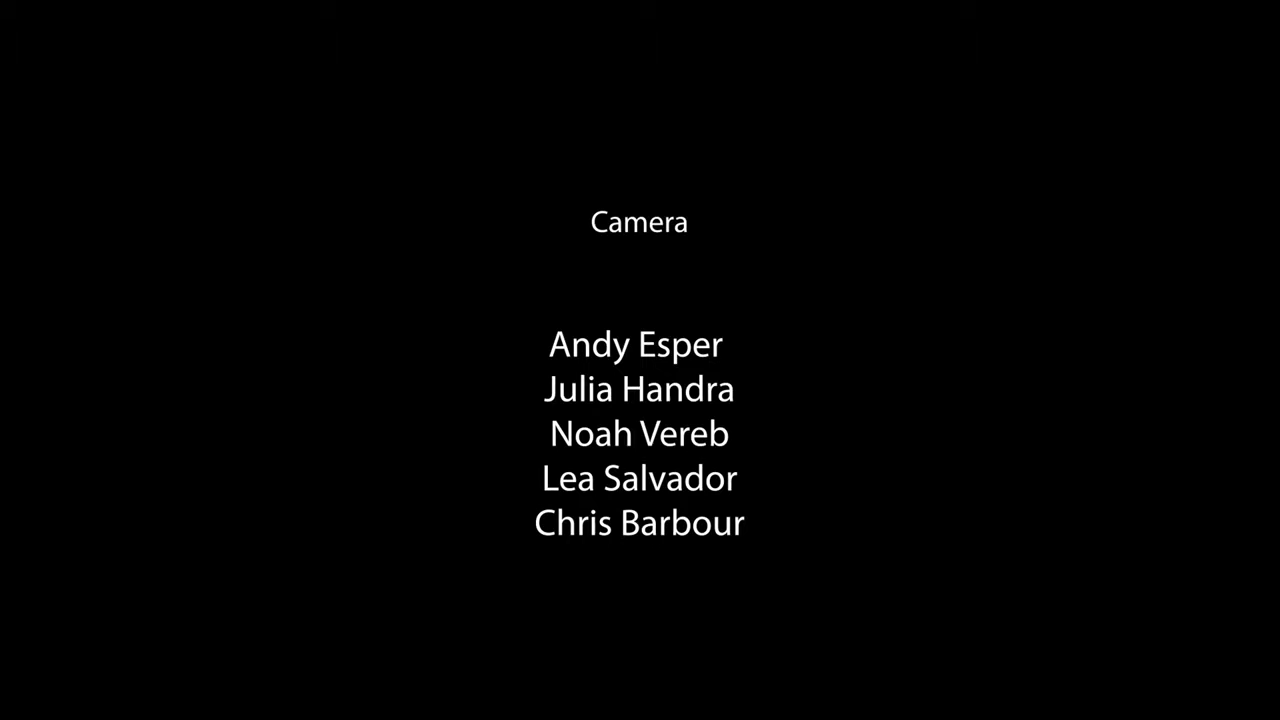 Camera
Andy Esper
Julia Handra
Noah Vereb
Lea Salvador
Chris Barbour